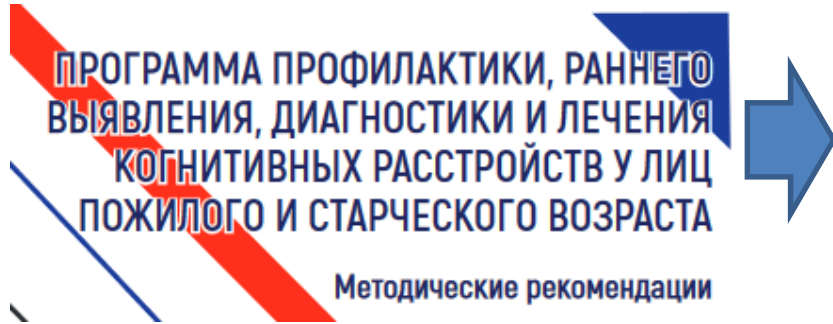 ПРОГРАММА ПРОФИЛАКТИКИ, РАННЕГО
ВЫЯВЛЕНИЯ, ДИАГНОСТИКИ И ЛЕЧЕНИЯ
КОГНИТИВНЫХ РАССТРОЙСТВ У ЛИЦ
ПОЖИЛОГО И СТАРЧЕСКОГО ВОЗРАСТА
Методические рекомендации